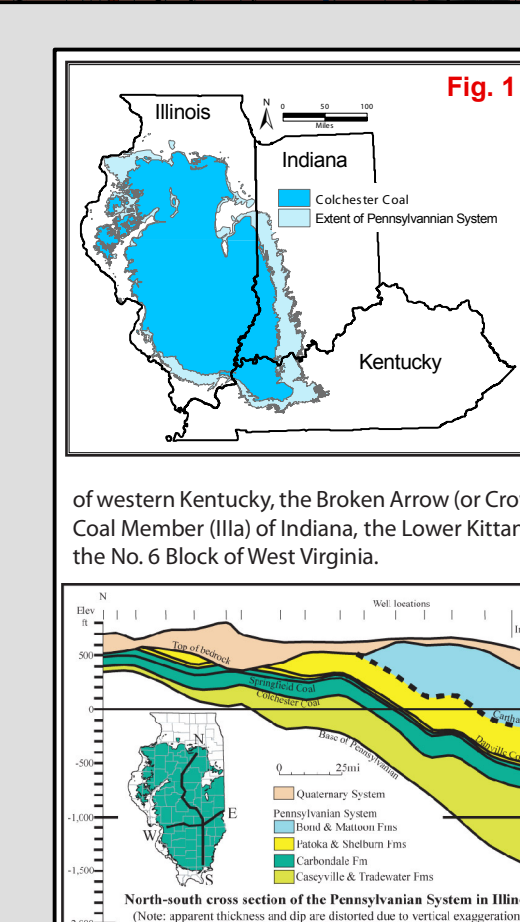 Fig. 1
Illinois
N
0 50 100
Miles
Indiana
Colchester Coal
Extent of Pennsylvannian System
Kentucky
of western Kentucky, the Broken Arrow (or Crow
Coal Member (IIIa) of Indiana, the Lower Kittan
the No. 6 Block of West Virginia.
N
Elev
ft
Well locations
Top of bedrock
500
Springfield Coal
Colchester Coal
0
Base of Pennsylvanian
Danville Co
-500
0 25mi
N
E
W
S
Quaternary System
Pennsylvanian System
Bond & Mattoon Fms
Patoka & Shelburn Fms
Carbondale Fm
Caseyville & Tradewater Fms
-1,000
-1,500
North-south cross section of the Pennsylvanian System in Illin
(Note: apparent thickness and dip are distorted due to vertical exaggeration